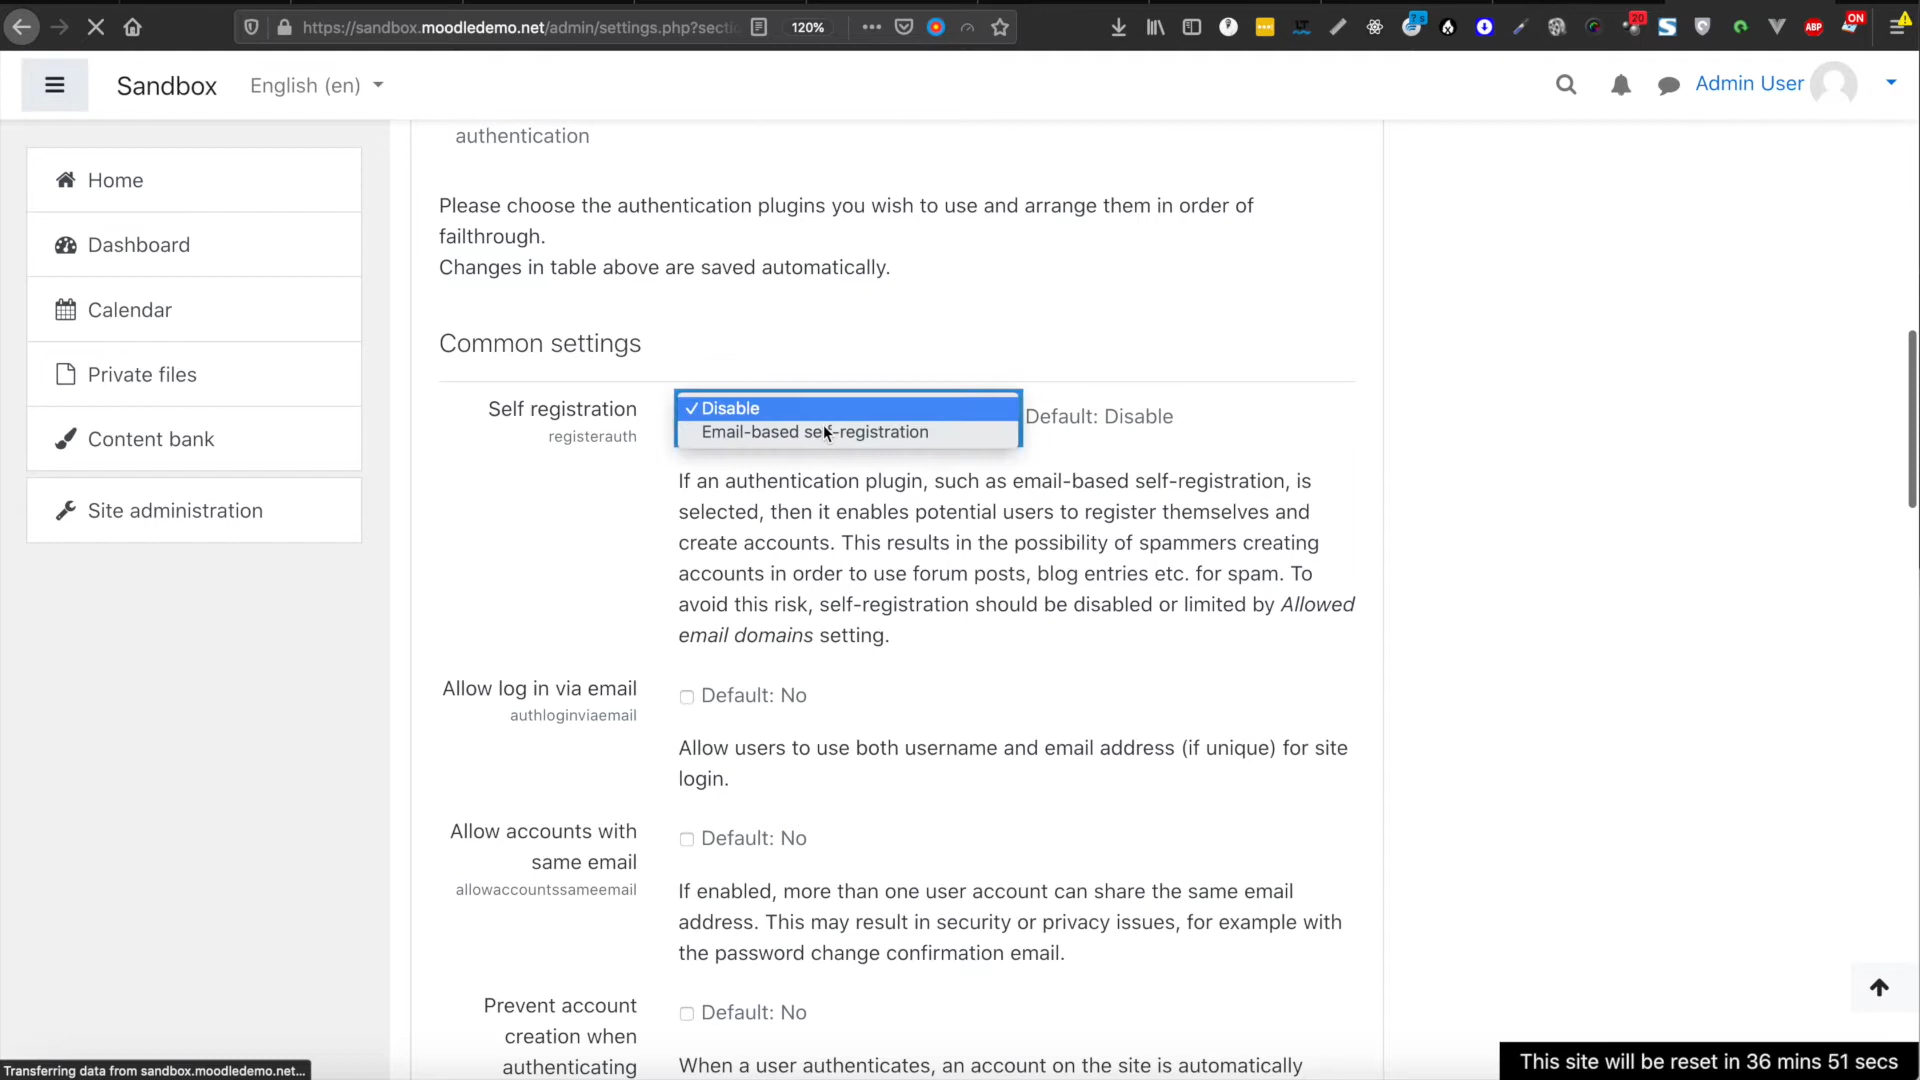 https://sandbox.moodledemo.net/admin/settings.php?secti
120%
? s
20
ABP
ON
Sandbox
English (en)
Admin User
Home
Dashboard
Calendar
Private files
Content bank
Site administration
authentication
Please choose the authentication plugins you wish to use and arrange them in order of
failthrough.
Changes in table above are saved automatically.
Common settings
Self registration
registerauth
✓ Disable
Email-based self-registration
Default: Disable
If an authentication plugin, such as email-based self-registration, is
selected, then it enables potential users to register themselves and
create accounts. This results in the possibility of spammers creating
accounts in order to use forum posts, blog entries etc. for spam. To
avoid this risk, self-registration should be disabled or limited by Allowed
email domains setting.
Allow log in via email
authloginviaemail
Default: No
Allow users to use both username and email address (if unique) for site
login.
Allow accounts with
same email
allowaccountssameemail
Default: No
If enabled, more than one user account can share the same email
address. This may result in security or privacy issues, for example with
the password change confirmation email.
Prevent account
creation when
authenticating
Default: No
When a user authenticates, an account on the site is automatically
Transferring data from sandbox.moodledemo.net...
This site will be reset in 36 mins 51 secs